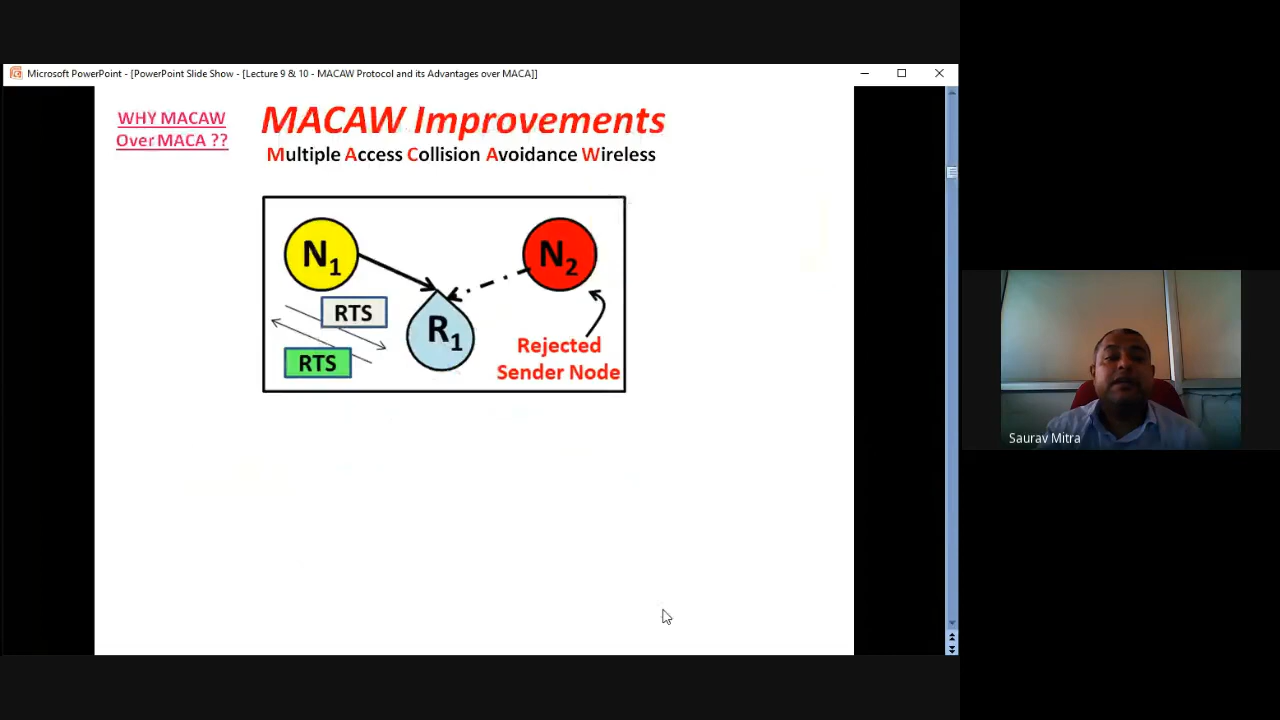 Microsoft PowerPoint - [PowerPoint Slide Show - [Lecture 9 & 10 - MACAW Protocol and its Advantages over MACA]]
WHY MACAW
Over MACA ??
MACAW Improvements
Multiple Access Collision Avoidance Wireless
N1
N2
RTS
R1
RTS
Rejected
Sender Node
Saurav Mitra